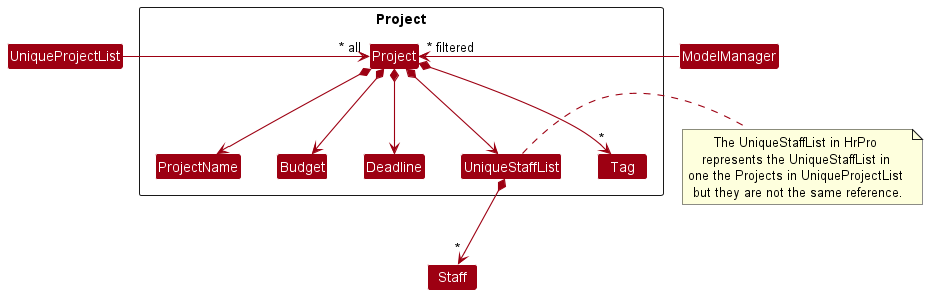 Project
UniqueProjectList
* all
Project
* filtered
ModelManager
ProjectName
Budget
Deadline
UniqueStaffList
*
Tag
The UniqueStaffList in HrPro
represents the UniqueStaffList in
one the Projects in UniqueProjectList
but they are not the same reference.
*
Staff